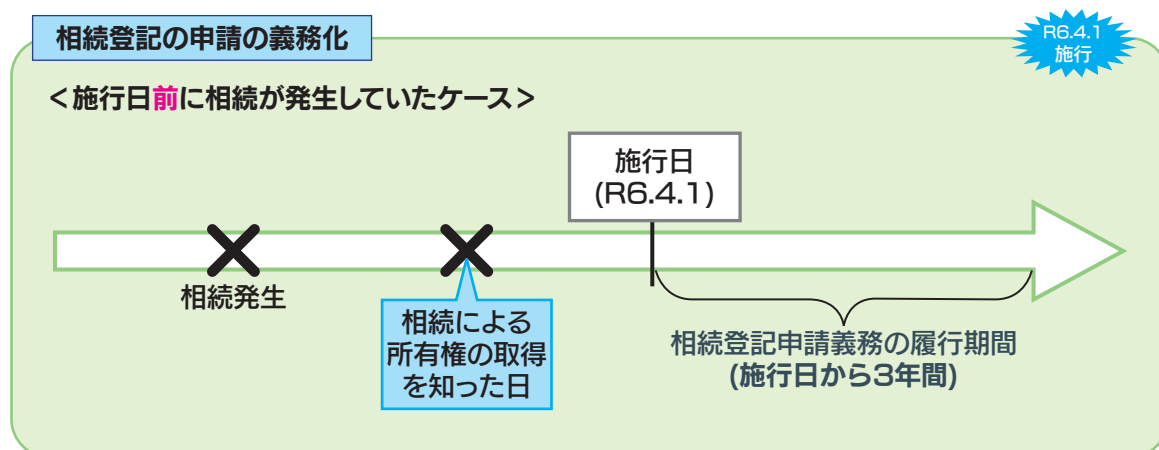 相続登記の申請の義務化
R6.4.1
施行
＜施行日前に相続が発生していたケース＞
施行日
(R6.4.1)
相続発生
相続による
所有権の取得
を知った日
相続登記申請義務の履行期間
(施行日から3年間)